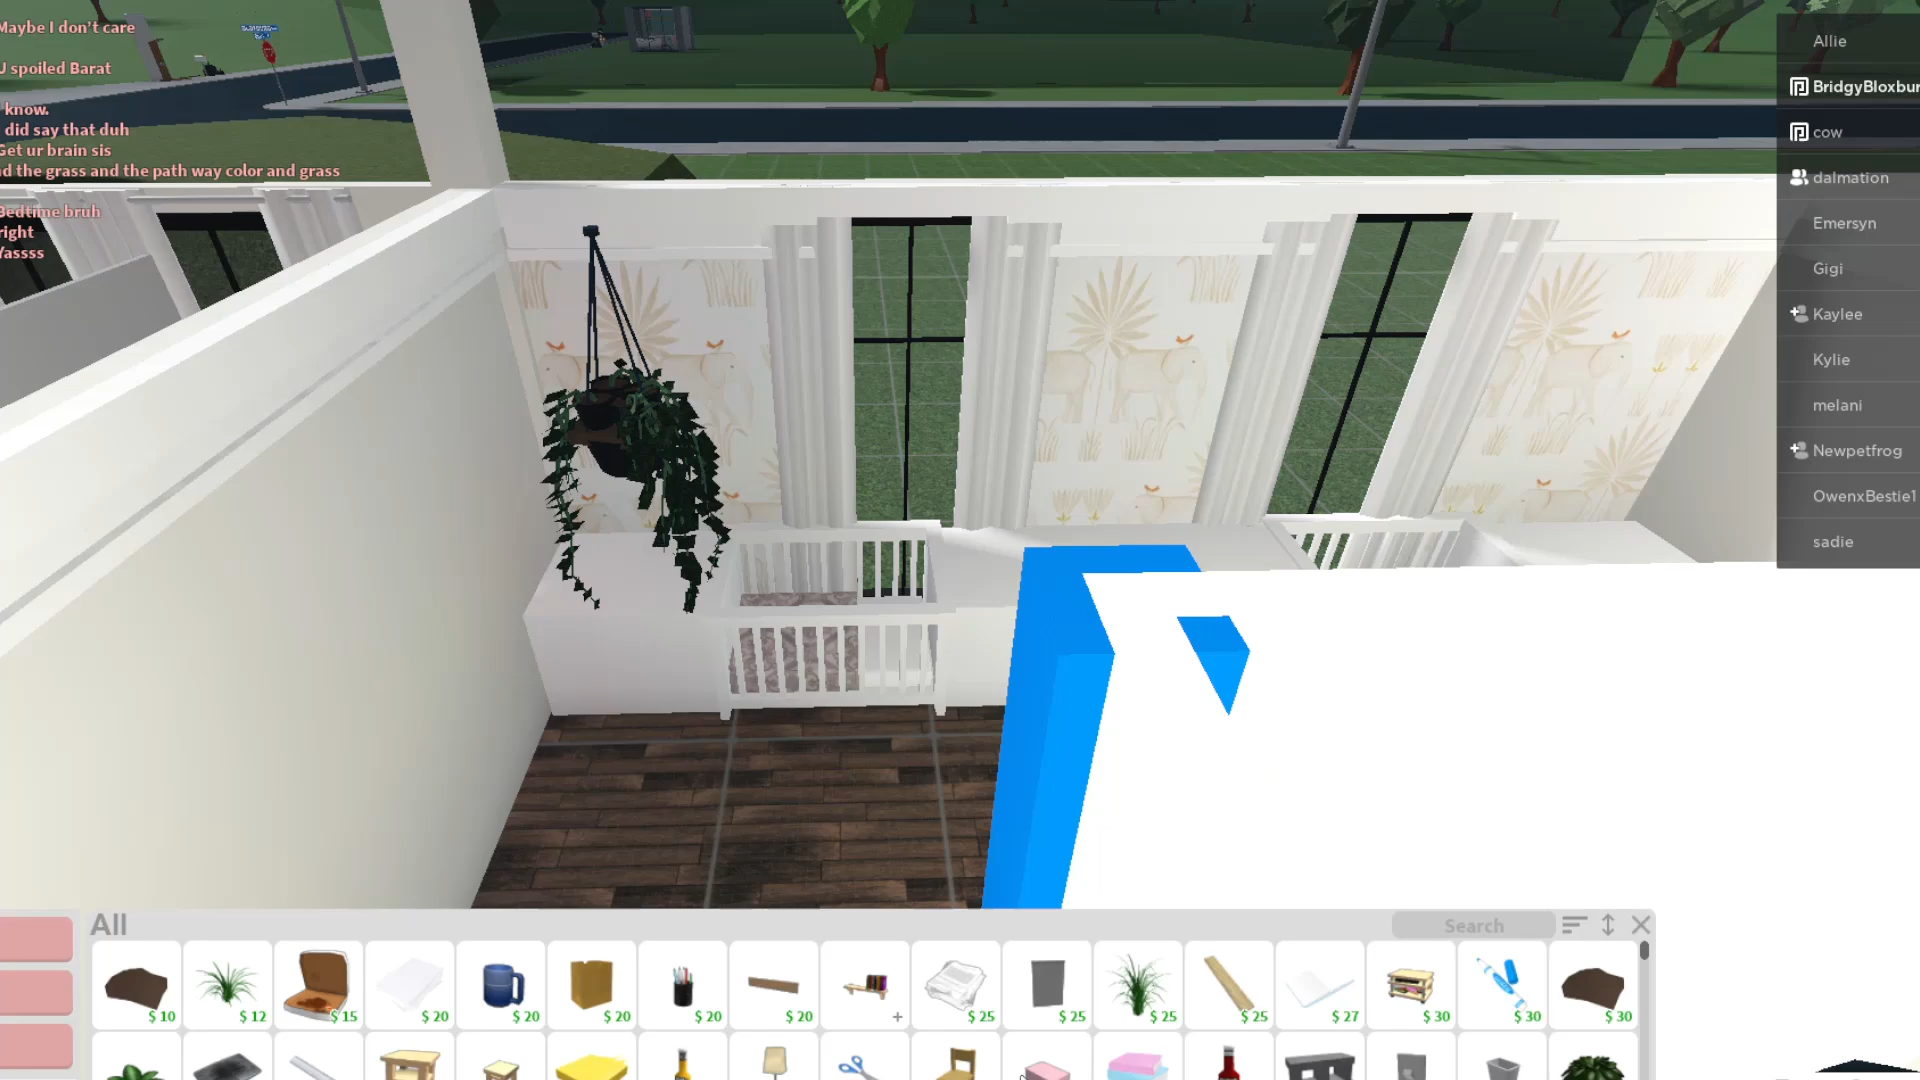 Maybe I don't care
U spoiled Barat
know.
did say that duh
Get ur brain sis
d the grass and the path way color and grass
Bedtime bruh
right
Yassss
Allie
BridgyBloxbur
cow
dalmation
Emersyn
Gigi
Kaylee
Kylie
melani
Newpetfrog
OwenxBestie1
sadie
All
Search
$ 10
$ 12
$ 15
$ 20
$ 20
$ 20
$ 20
$ 20
+
$ 25
$ 25
$ 25
$ 25
$ 27
$ 30
$ 30
$ 30